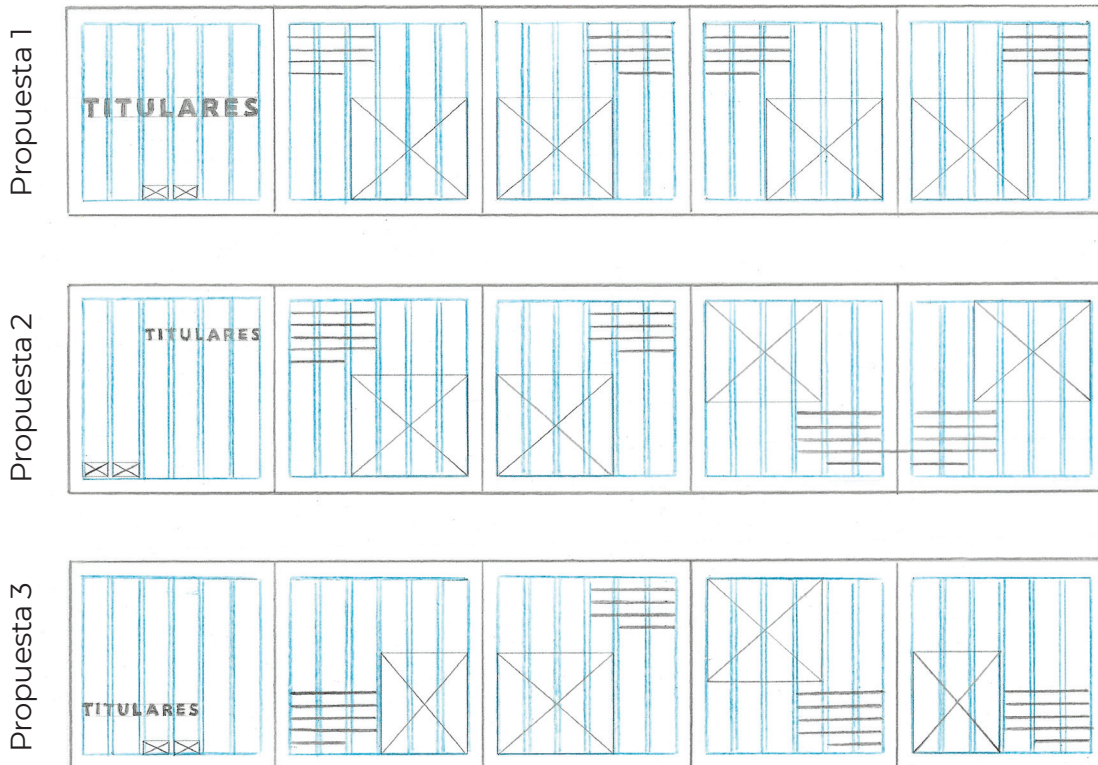 Propuesta 1
TITULARES
Propuesta 2
TITULARES
Propuesta 3
TITULARES